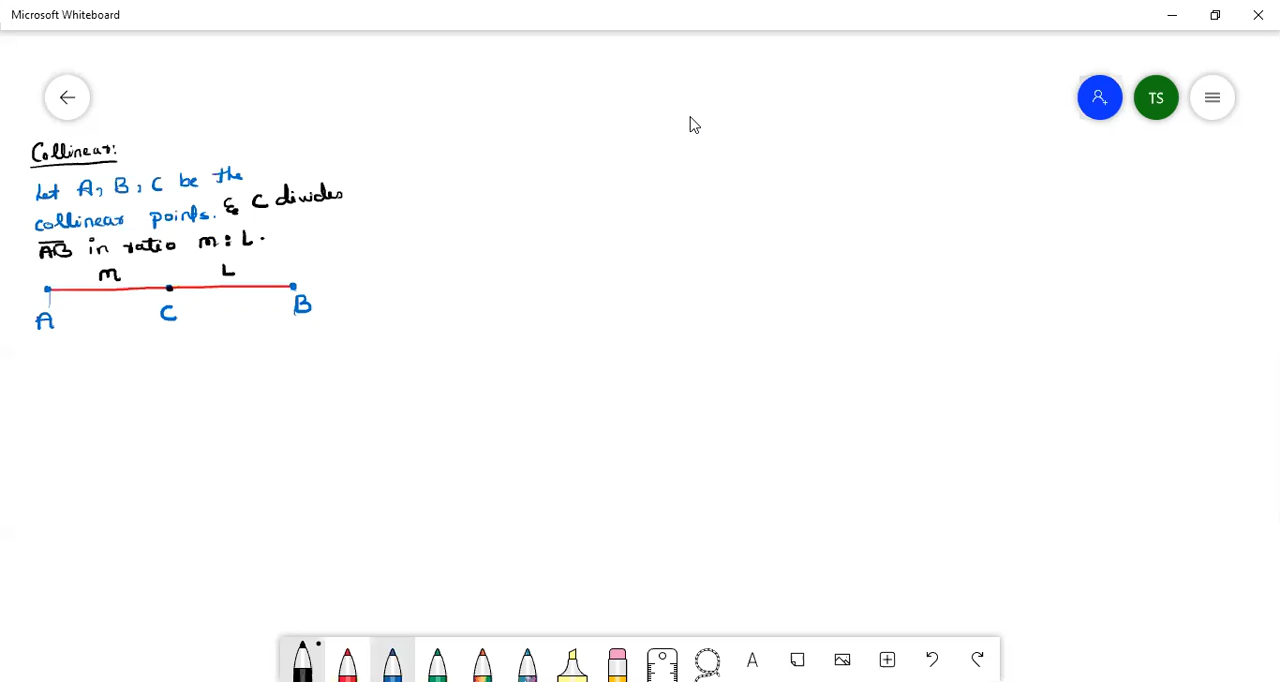 Microsoft Whiteboard
TS
Collinear:
Let A, B, C be the
collinear points. & C divides
AB in ratio m : L.
m L
A C B
A